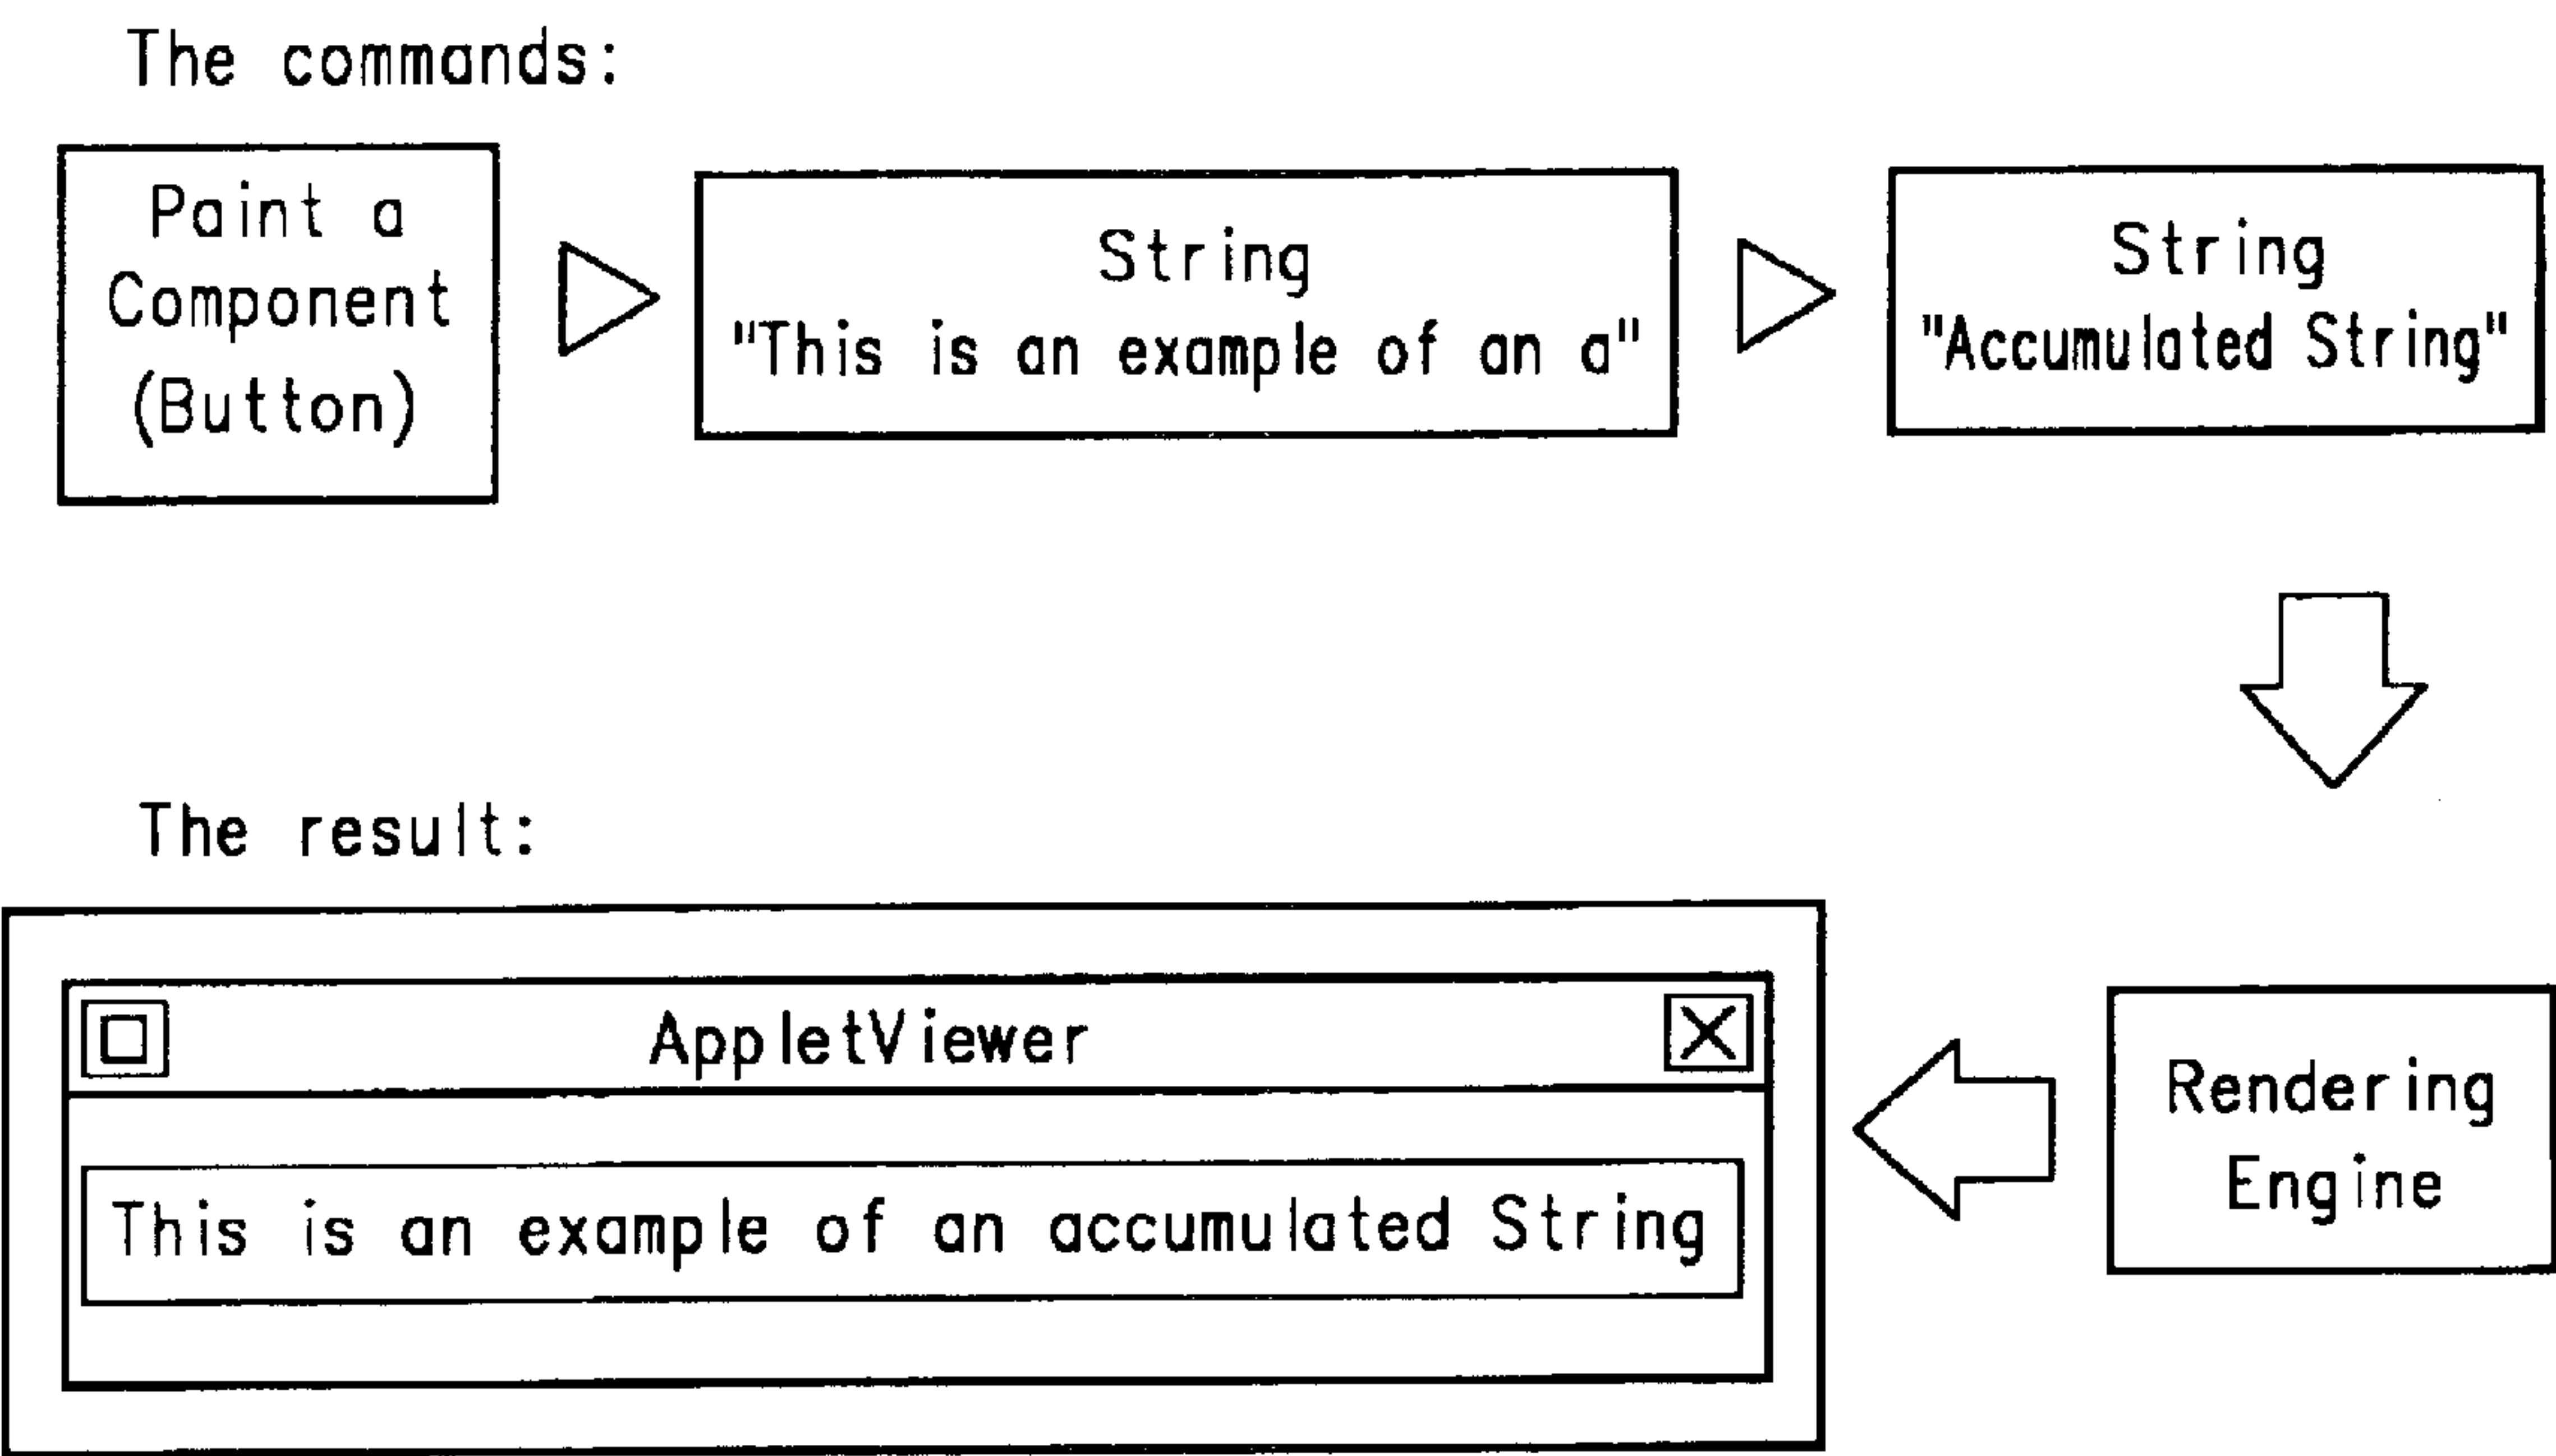 The commands:
Paint a
Component
(Button)
String
"This is an example of an a"
String
"Accumulated String"
The result:
AppletViewer
This is an example of an accumulated String
Rendering
Engine